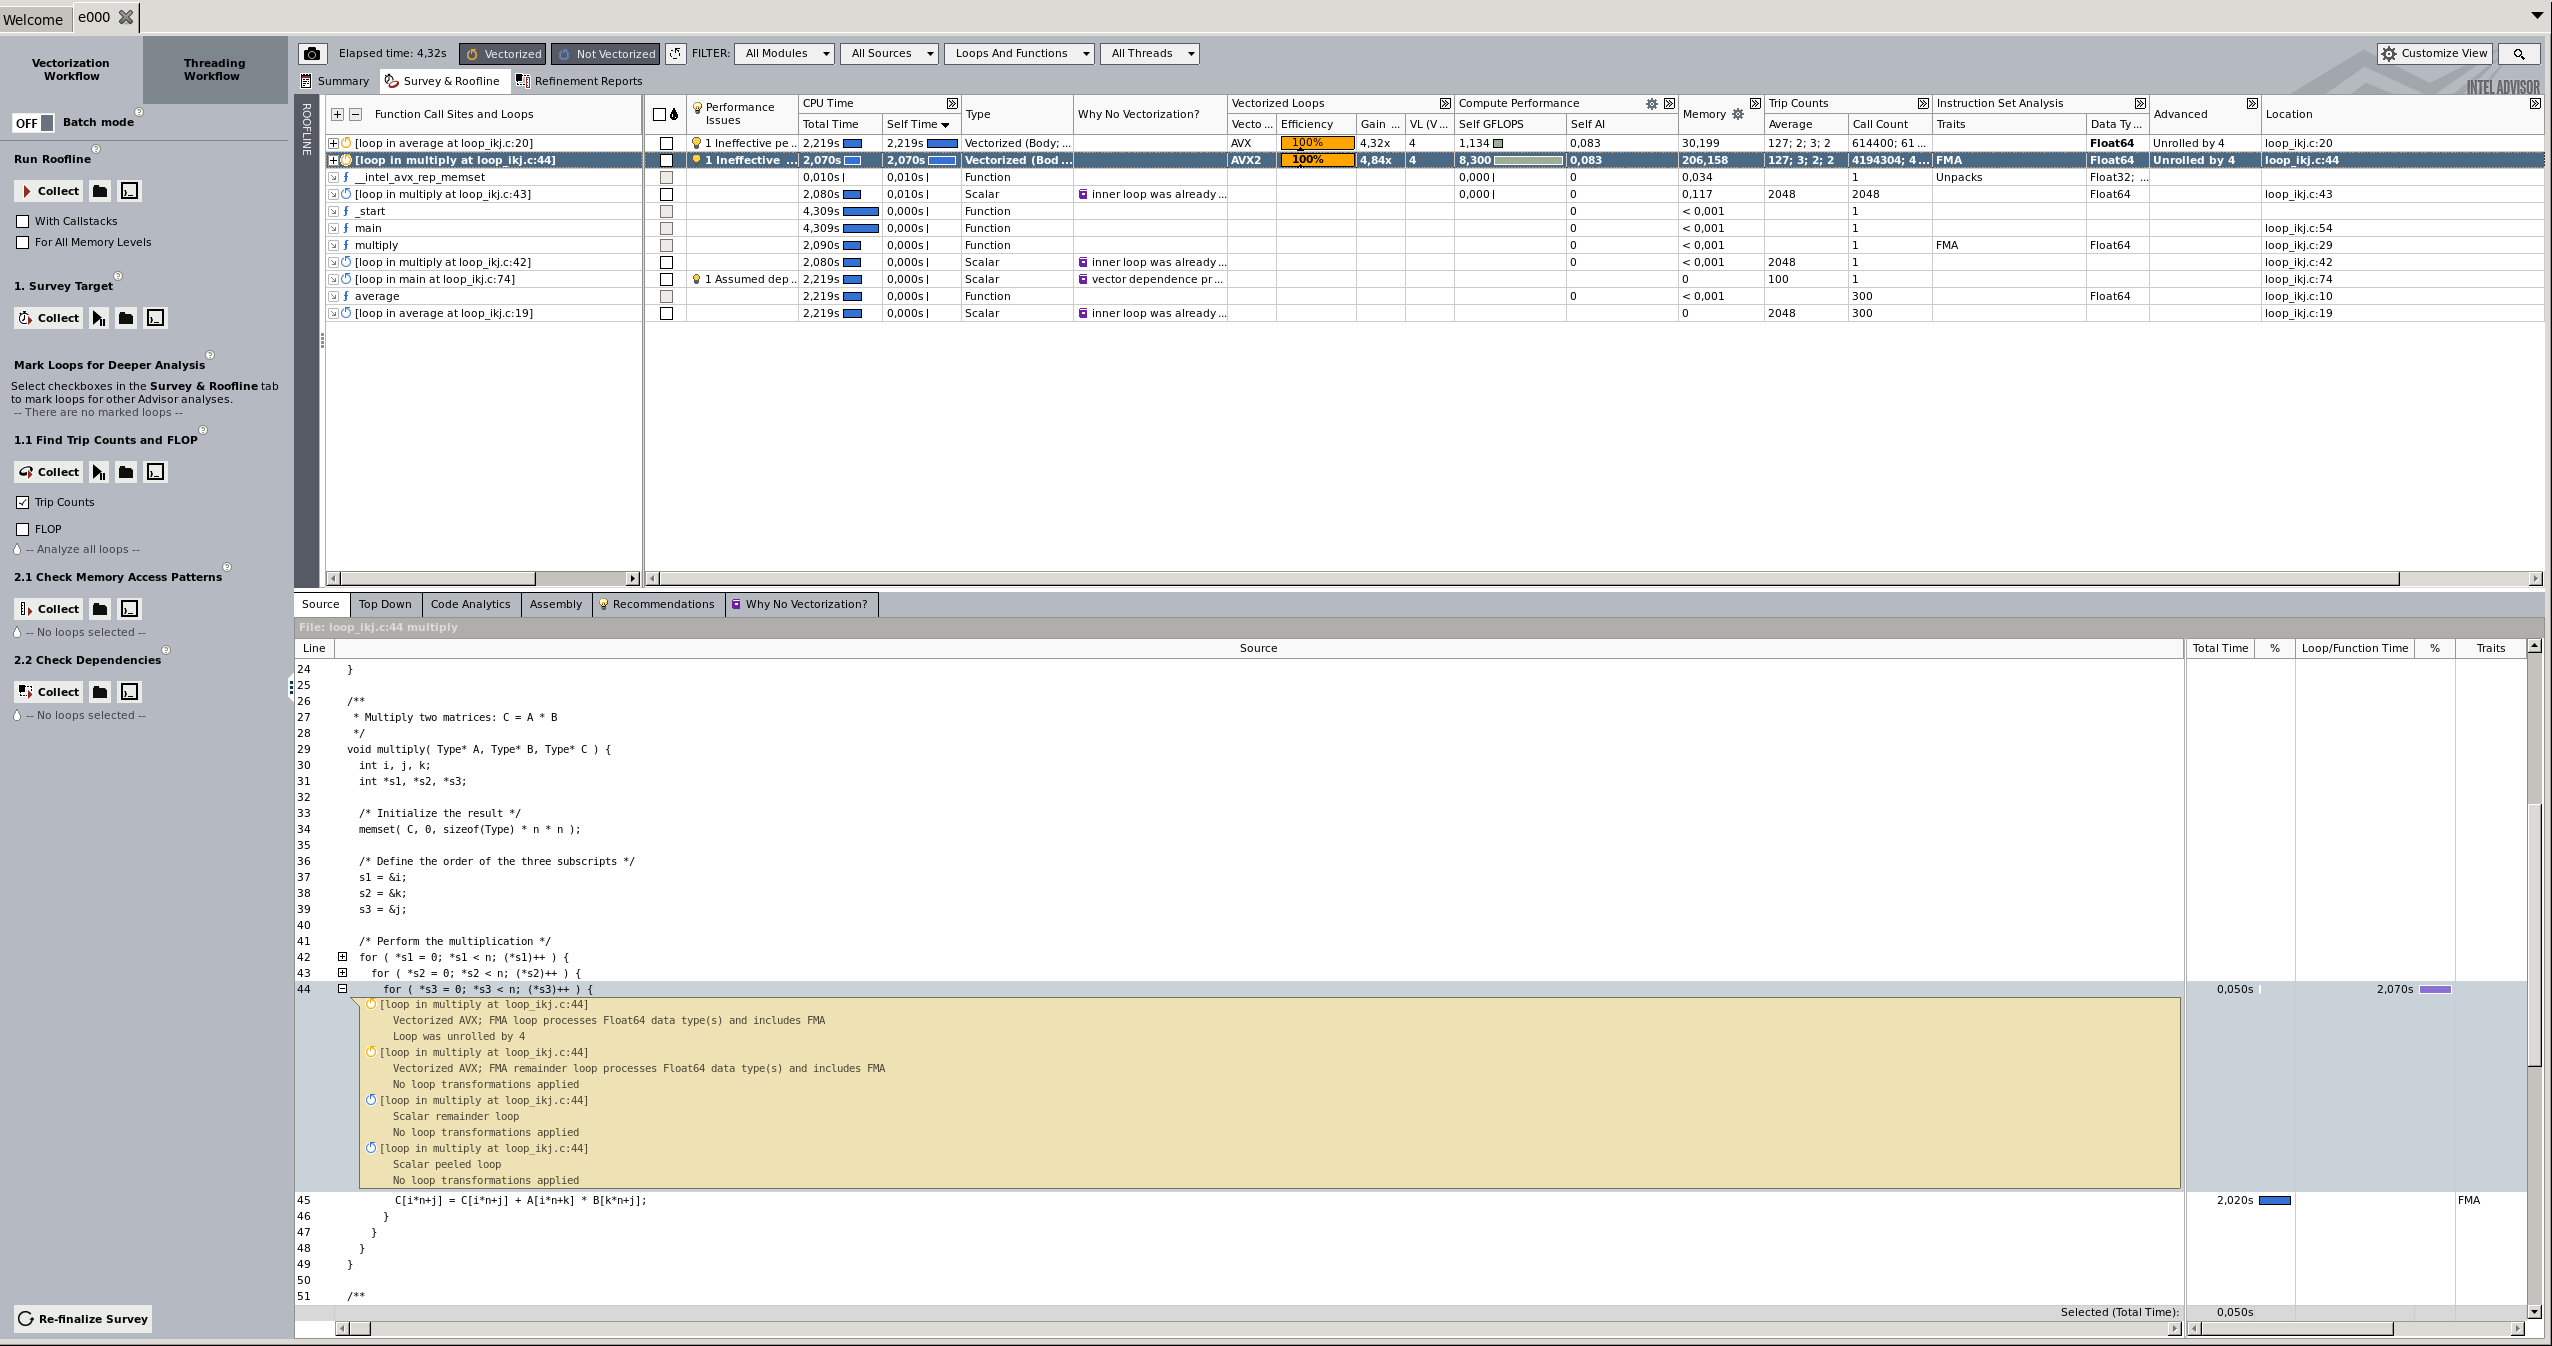 Welcome e000
Vectorization Workflow Threading Workflow
OFF Batch mode
Run Roofline
Collect
With Callstacks
For All Memory Levels
1. Survey Target
Collect
Mark Loops for Deeper Analysis
Select checkboxes in the Survey & Roofline tab
to mark loops for other Advisor analyses.
-- There are no marked loops --
1.1 Find Trip Counts and FLOP
Collect
Trip Counts
FLOP
-- Analyze all loops --
2.1 Check Memory Access Patterns
Collect
-- No loops selected --
2.2 Check Dependencies
Collect
-- No loops selected --
Re-finalize Survey
Elapsed time: 4,32s Vectorized Not Vectorized FILTER: All Modules All Sources Loops And Functions All Threads Customize View
Summary Survey & Roofline Refinement Reports INTEL ADVISOR
ROOFLINE
Function Call Sites and Loops Performance Issues CPU Time Type Why No Vectorization? Vectorized Loops Compute Performance Memory Trip Counts Instruction Set Analysis Advanced Location
Total Time Self Time Vecto ... Efficiency Gain ... VL (V ... Self GFLOPS Self AI Average Call Count Traits Data Ty...
[loop in average at loop_ikj.c:20] 1 Ineffective pe .. 2,219s 2,219s Vectorized (Body; ... AVX 100% 4,32x 4 1,134 0,083 30,199 127; 2; 3; 2 614400; 61 ... Float64 Unrolled by 4 loop_ikj.c:20
[loop in multiply at loop_ikj.c:44] 1 Ineffective ... 2,070s 2,070s Vectorized (Bod ... AVX2 100% 4,84x 4 8,300 0,083 206,158 127; 3; 2; 2 4194304; 4 ... FMA Float64 Unrolled by 4 loop_ikj.c:44
__intel_avx_rep_memset 0,010s 0,010s Function 0,000 0 0,034 1 Unpacks Float32; ...
[loop in multiply at loop_ikj.c:43] 2,080s 0,010s Scalar inner loop was already ... 0,000 0 0,117 2048 2048 Float64 loop_ikj.c:43
_start 4,309s 0,000s Function 0 < 0,001 1
main 4,309s 0,000s Function 0 < 0,001 1 loop_ikj.c:54
multiply 2,090s 0,000s Function 0 < 0,001 1 FMA Float64 loop_ikj.c:29
[loop in multiply at loop_ikj.c:42] 2,080s 0,000s Scalar inner loop was already ... 0 < 0,001 2048 1 loop_ikj.c:42
[loop in main at loop_ikj.c:74] 1 Assumed dep .. 2,219s 0,000s Scalar vector dependence pr ... 0 100 1 loop_ikj.c:74
average 2,219s 0,000s Function 0 < 0,001 300 Float64 loop_ikj.c:10
[loop in average at loop_ikj.c:19] 2,219s 0,000s Scalar inner loop was already ... 0 2048 300 loop_ikj.c:19
Source Top Down Code Analytics Assembly Recommendations Why No Vectorization?
File: loop_ikj.c:44 multiply
Line Source Total Time % Loop/Function Time % Traits
24 }
25
26 /**
27 * Multiply two matrices: C = A * B
28 */
29 void multiply( Type* A, Type* B, Type* C ) {
30 int i, j, k;
31 int *s1, *s2, *s3;
32
33 /* Initialize the result */
34 memset( C, 0, sizeof(Type) * n * n );
35
36 /* Define the order of the three subscripts */
37 s1 = &i;
38 s2 = &k;
39 s3 = &j;
40
41 /* Perform the multiplication */
42 for ( *s1 = 0; *s1 < n; (*s1)++ ) {
43 for ( *s2 = 0; *s2 < n; (*s2)++ ) {
44 for ( *s3 = 0; *s3 < n; (*s3)++ ) { 0,050s 2,070s
[loop in multiply at loop_ikj.c:44]
Vectorized AVX; FMA loop processes Float64 data type(s) and includes FMA
Loop was unrolled by 4
[loop in multiply at loop_ikj.c:44]
Vectorized AVX; FMA remainder loop processes Float64 data type(s) and includes FMA
No loop transformations applied
[loop in multiply at loop_ikj.c:44]
Scalar remainder loop
No loop transformations applied
[loop in multiply at loop_ikj.c:44]
Scalar peeled loop
No loop transformations applied
45 C[i*n+j] = C[i*n+j] + A[i*n+k] * B[k*n+j]; 2,020s FMA
46 }
47 }
48 }
49 }
50
51 /**
Selected (Total Time): 0,050s